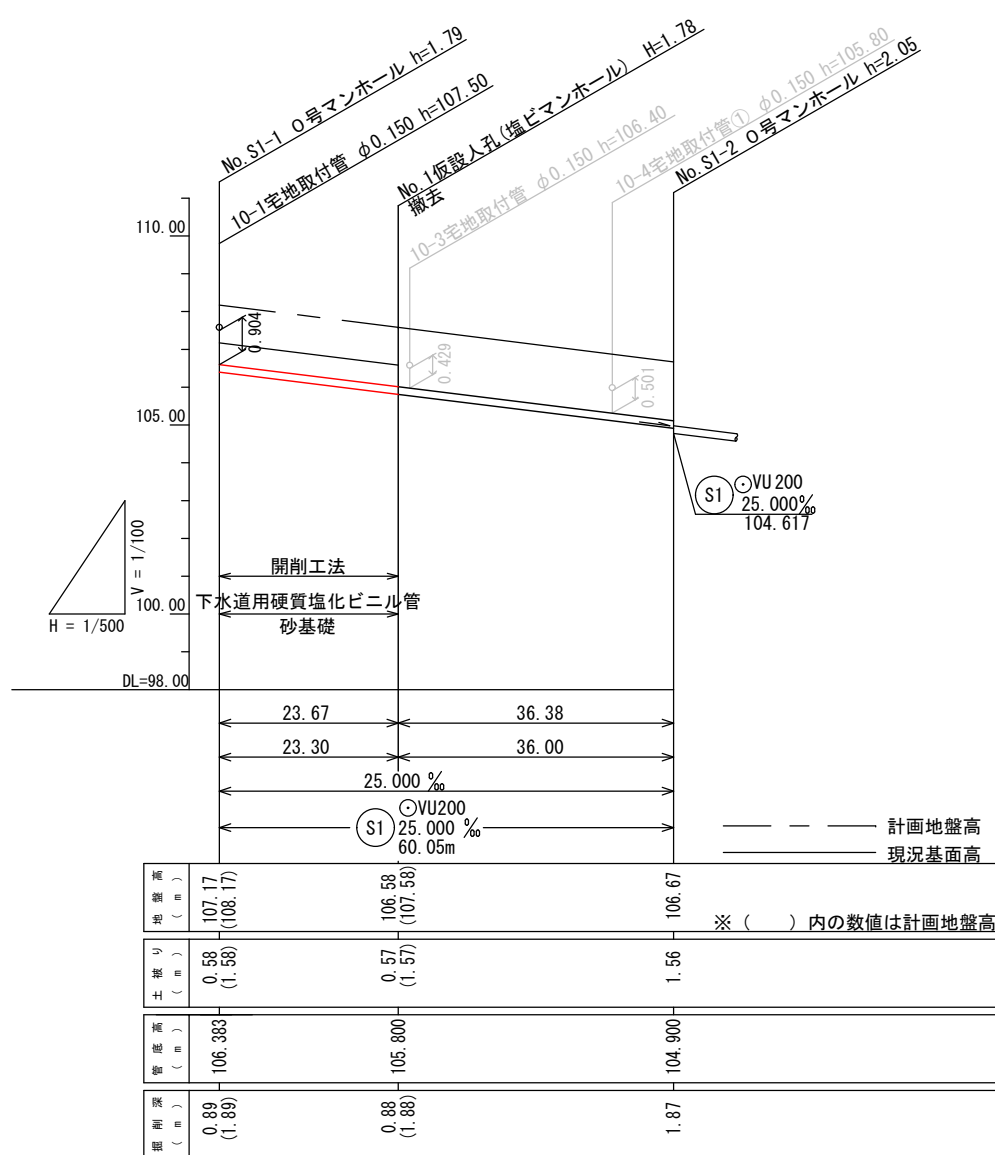 No.S1-1 0号マンホール h=1.79
10-1宅地取付管 φ0.150 h=107.50
No.1仮設人孔(塩ビマンホール) H=1.78
撤去
10-3宅地取付管 φ0.150 h=106.40
10-4宅地取付管① φ0.150 h=105.80
No.S1-2 0号マンホール h=2.05
110.00
0.904
0.429
0.501
105.00
S1 VU200
25.000‰
104.617
V = 1/100
H = 1/500
開削工法
100.00
下水道用硬質塩化ビニル管
砂基礎
DL=98.00
23.67 36.38
23.30 36.00
25.000 ‰
S1 VU200
25.000 ‰
60.05m
計画地盤高
現況基面高
地盤高(m) 107.17 (108.17) 106.58 (107.58) 106.67
※( )内の数値は計画地盤高
土被り(m) 0.58 (1.58) 0.57 (1.57) 1.56
管底高(m) 106.383 105.800 104.900
掘削深(m) 0.89 (1.89) 0.88 (1.88) 1.87